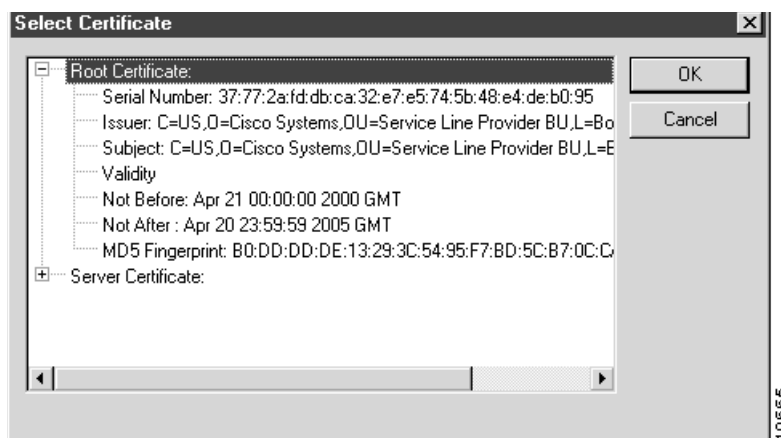 Select Certificate
Root Certificate:
Serial Number: 37:77:2a:fd:db:ca:32:e7:e5:74:5b:48:e4:de:b0:95
Issuer: C=US,O=Cisco Systems,OU=Service Line Provider BU,L=Bo
Subject: C=US,O=Cisco Systems,OU=Service Line Provider BU,L=B
Validity
Not Before: Apr 21 00:00:00 2000 GMT
Not After : Apr 20 23:59:59 2005 GMT
MD5 Fingerprint: B0:DD:DD:DE:13:29:3C:54:95:F7:BD:5C:B7:0C:C
Server Certificate:
OK
Cancel